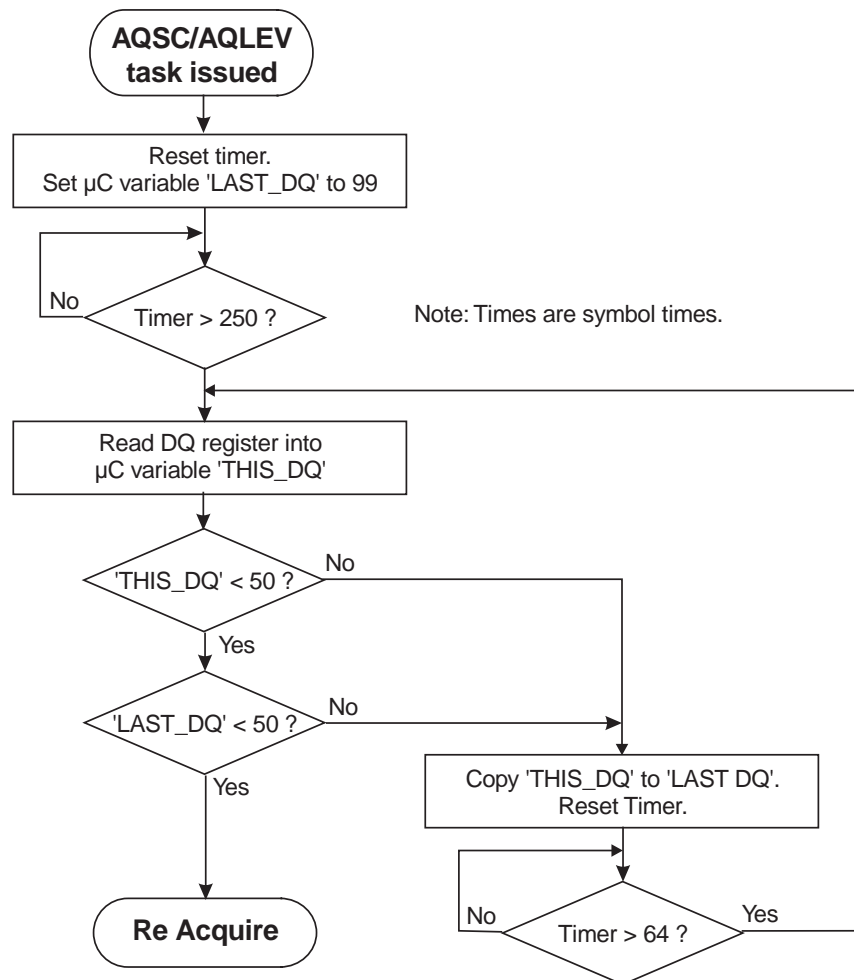 AQSC/AQLEV
task issued
Reset timer.
Set µC variable 'LAST_DQ' to 99
No
Timer > 250 ?
Note: Times are symbol times.
Read DQ register into
µC variable 'THIS_DQ'
'THIS_DQ' < 50 ?
No
Yes
'LAST_DQ' < 50 ?
No
Yes
Copy 'THIS_DQ' to 'LAST DQ'.
Reset Timer.
Re Acquire
No
Timer > 64 ?
Yes